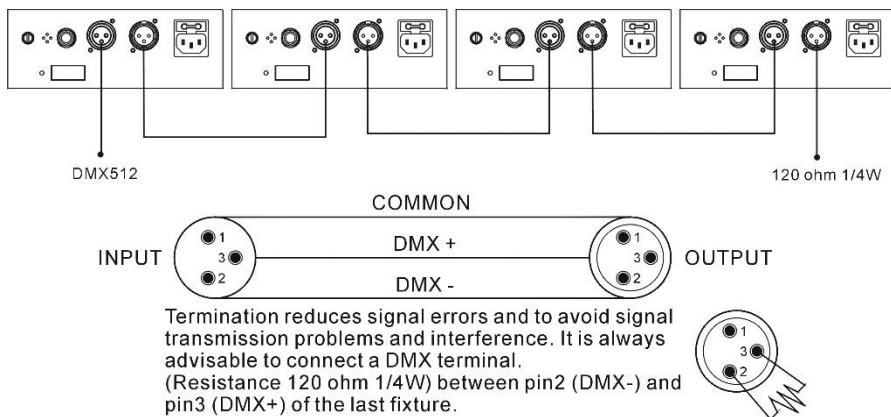 DMX512
120 ohm 1/4W
COMMON
INPUT
1
3
2
DMX +
DMX -
1
3
2
OUTPUT
Termination reduces signal errors and to avoid signal
transmission problems and interference. It is always
advisable to connect a DMX terminal.
(Resistance 120 ohm 1/4W) between pin2 (DMX-) and
pin3 (DMX+) of the last fixture.
1
3
2